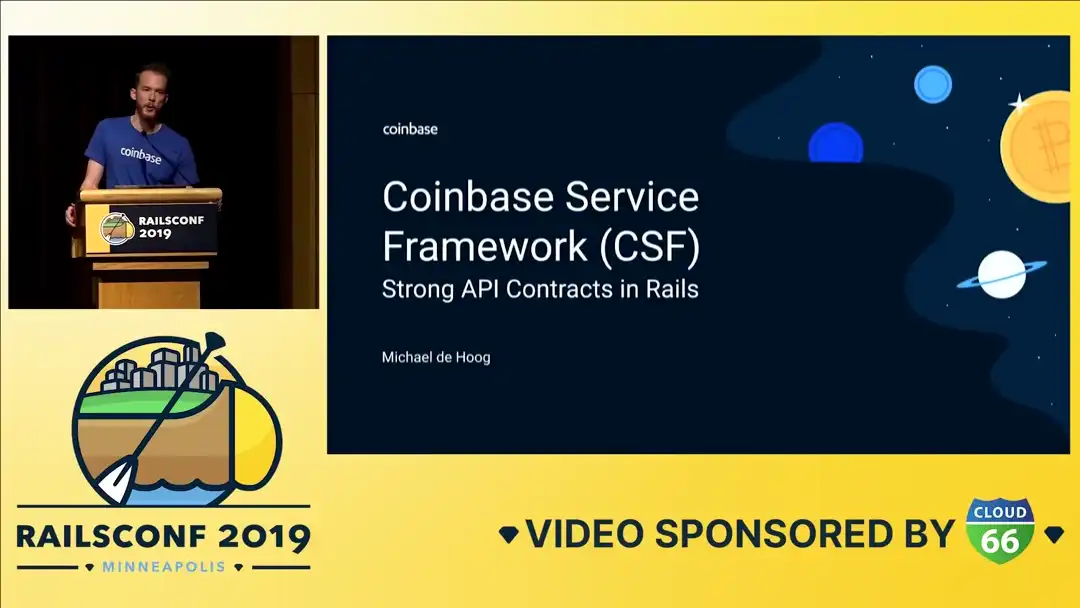 coinbase
RAILSCONF
2019
coinbase
Coinbase Service
Framework (CSF)
Strong API Contracts in Rails
Michael de Hoog
RAILSCONF 2019
MINNEAPOLIS
VIDEO SPONSORED BY
CLOUD
66